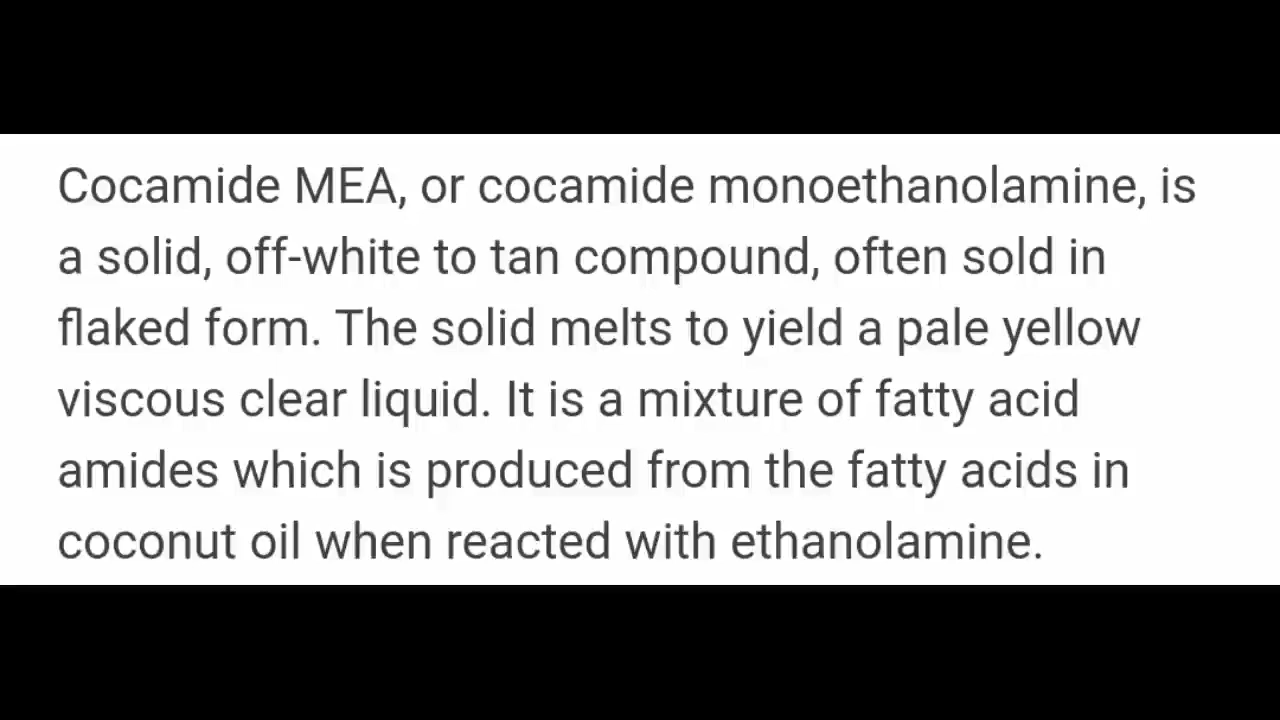 Cocamide MEA, or cocamide monoethanolamine, is
a solid, off-white to tan compound, often sold in
flaked form. The solid melts to yield a pale yellow
viscous clear liquid. It is a mixture of fatty acid
amides which is produced from the fatty acids in
coconut oil when reacted with ethanolamine.